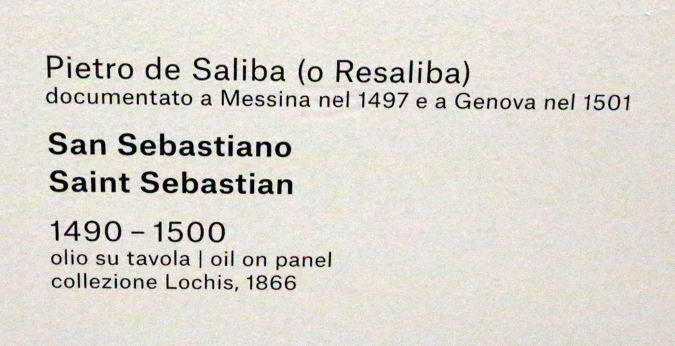 Pietro de Saliba (o Resaliba)
documentato a Messina nel 1497 e a Genova nel 1501
San Sebastiano
Saint Sebastian
1490 – 1500
olio su tavola | oil on panel
collezione Lochis, 1866